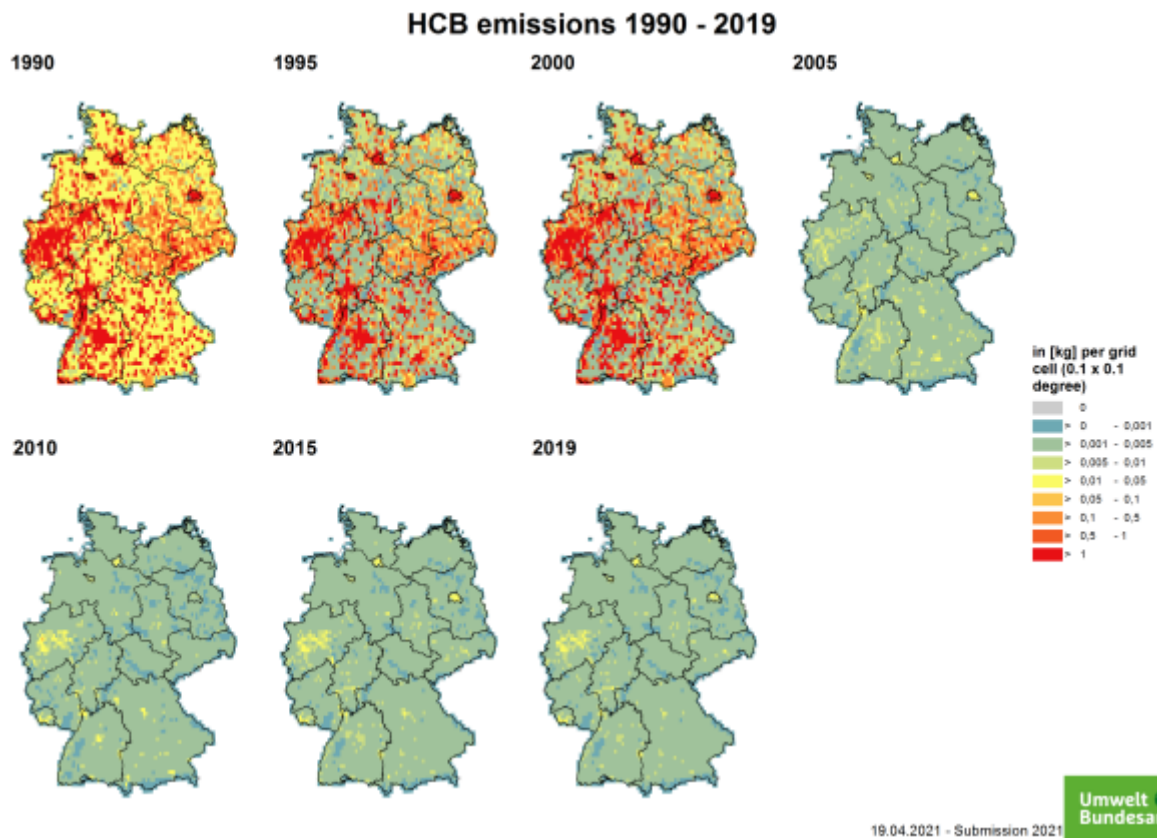 HCB emissions 1990 - 2019
1990
1995
2000
2005
2010
2015
2019
in [kg] per grid
cell (0.1 x 0.1
degree)
0
> 0 - 0,001
> 0,001 - 0,005
> 0,005 - 0,01
> 0,01 - 0,05
> 0,05 - 0,1
> 0,1 - 0,5
> 0,5 - 1
> 1
Umwelt
Bundesa
19.04.2021 - Submission 2021